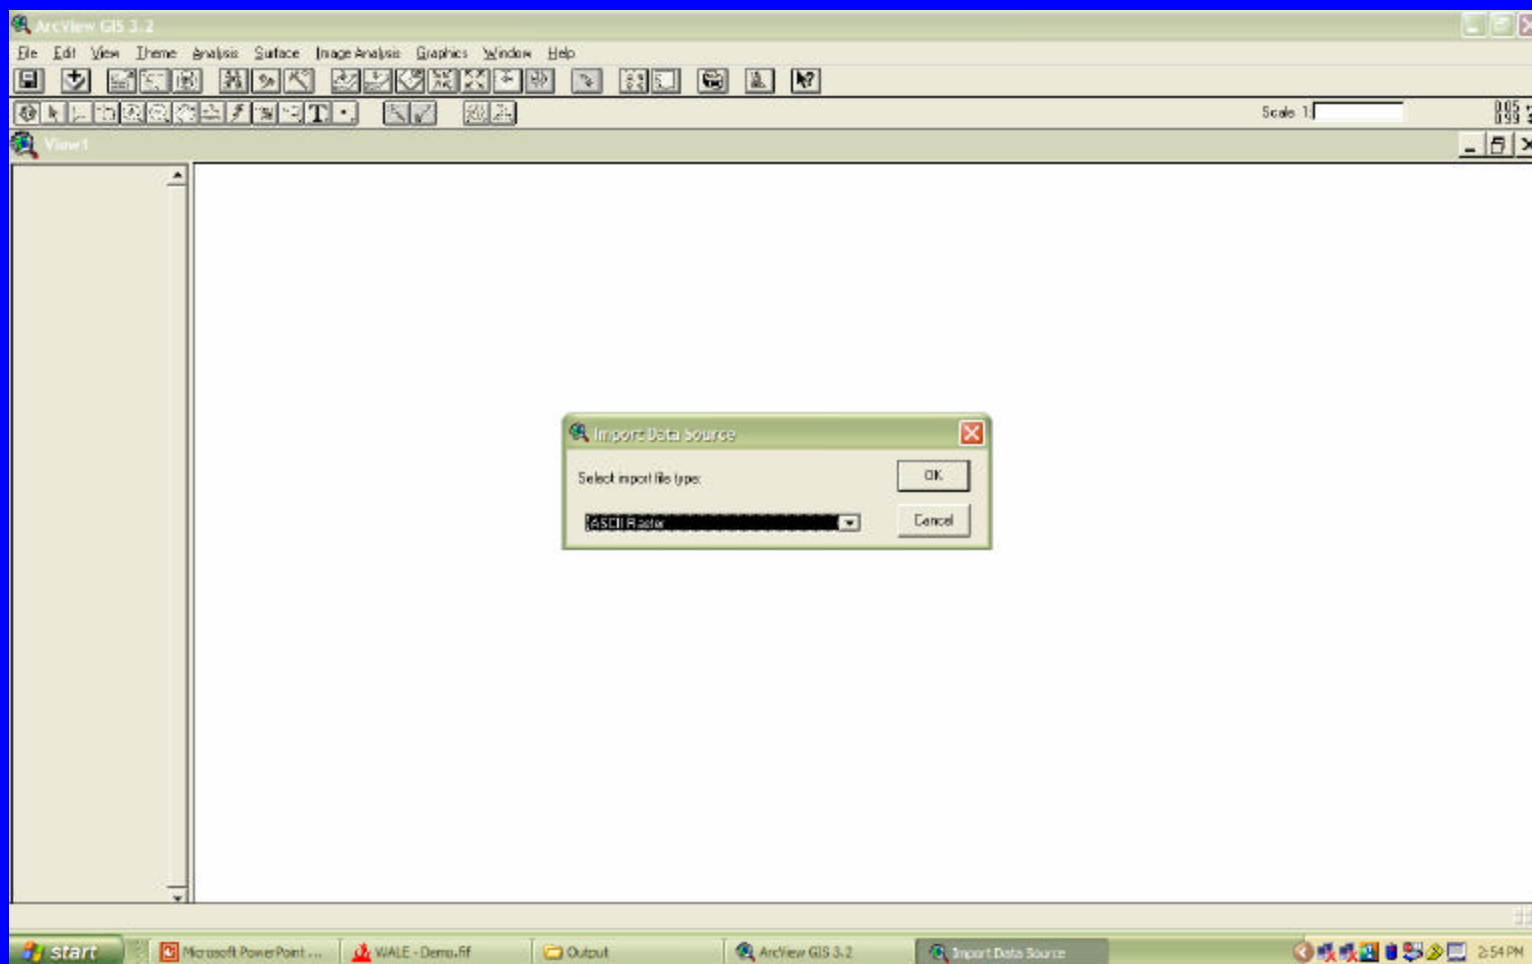 ArcView GIS 3.2
File Edit View Theme Analysis Surface Image Analysis Graphics Window Help
Scale 1:
View1
Import Data Source
Select import file type:
OK
ASCII Raster
Cancel
start
Microsoft PowerPoint ...
WALE - Demo.fif
Output
ArcView GIS 3.2
Import Data Source
2:54 PM